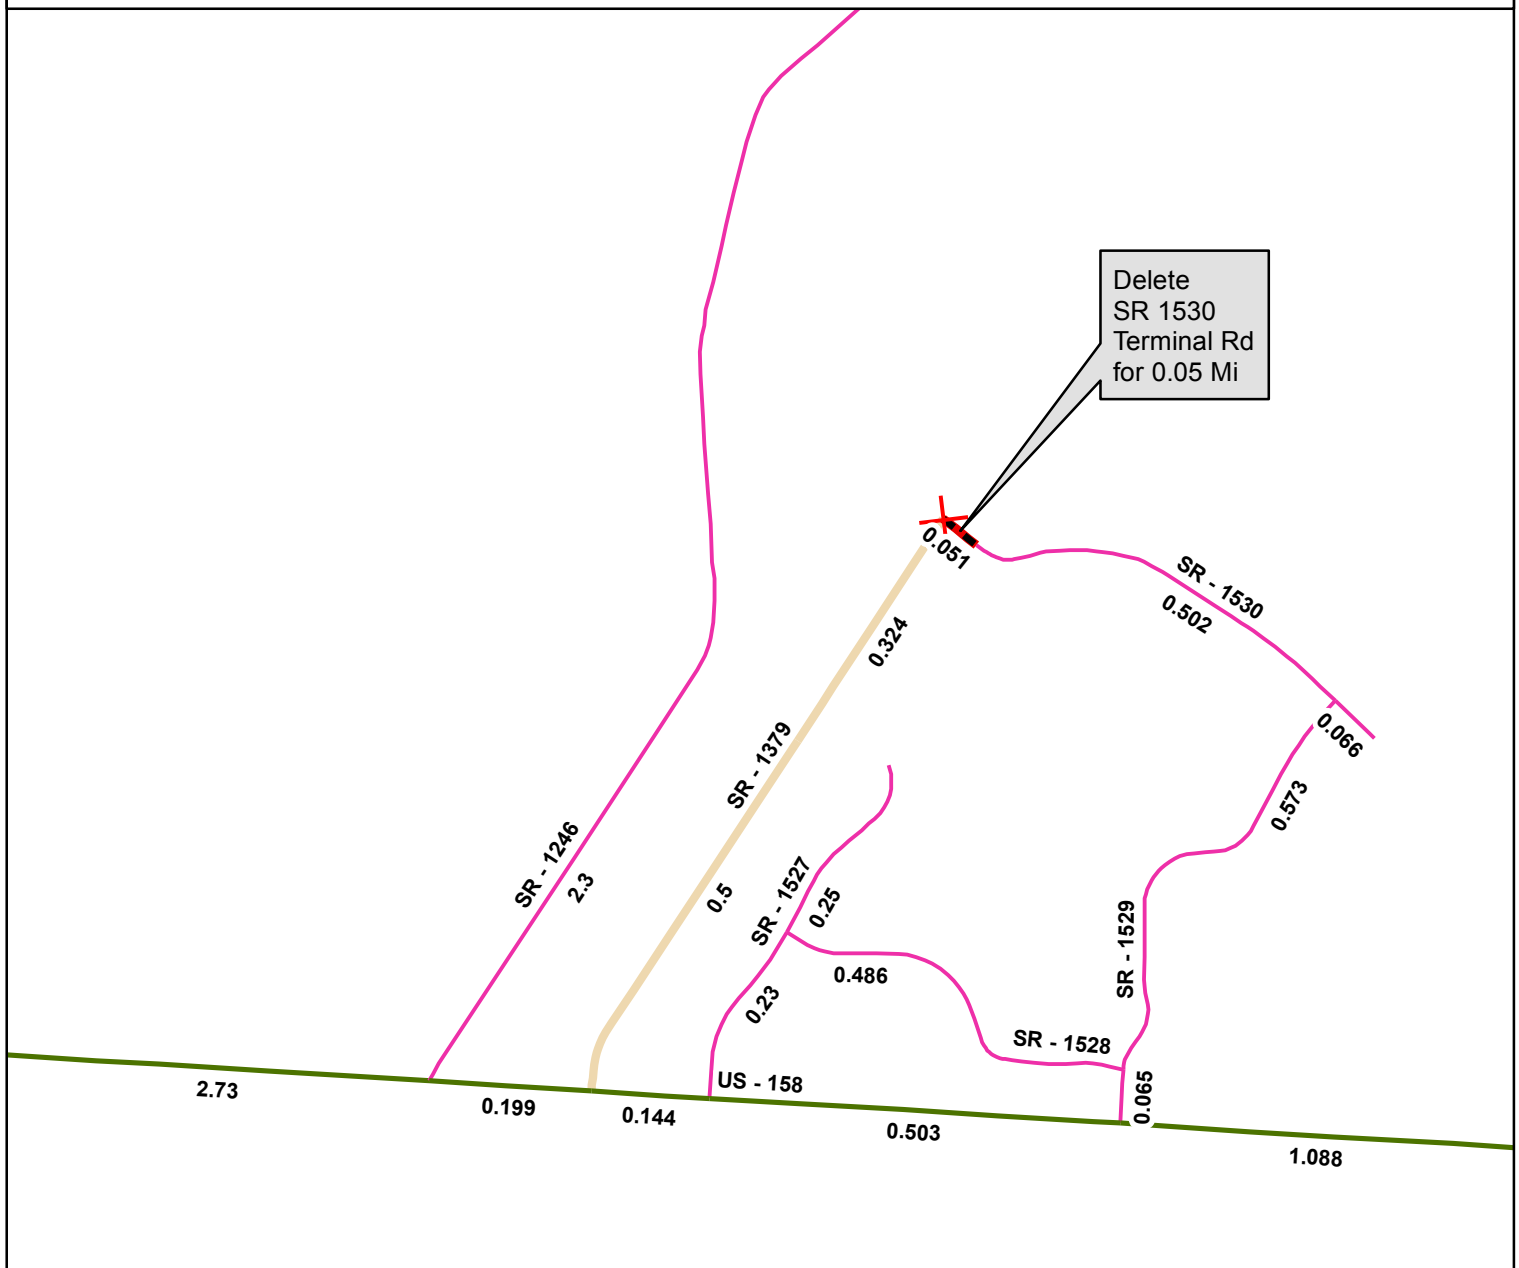 Delete
SR 1530
Terminal Rd
for 0.05 Mi
0.051
SR - 1530
0.502
0.324
0.066
SR - 1379
0.573
SR - 1246
2.3
0.5
SR - 1527
0.25
SR - 1529
0.486
0.23
SR - 1528
US - 158
0.065
2.73
0.199
0.144
0.503
1.088